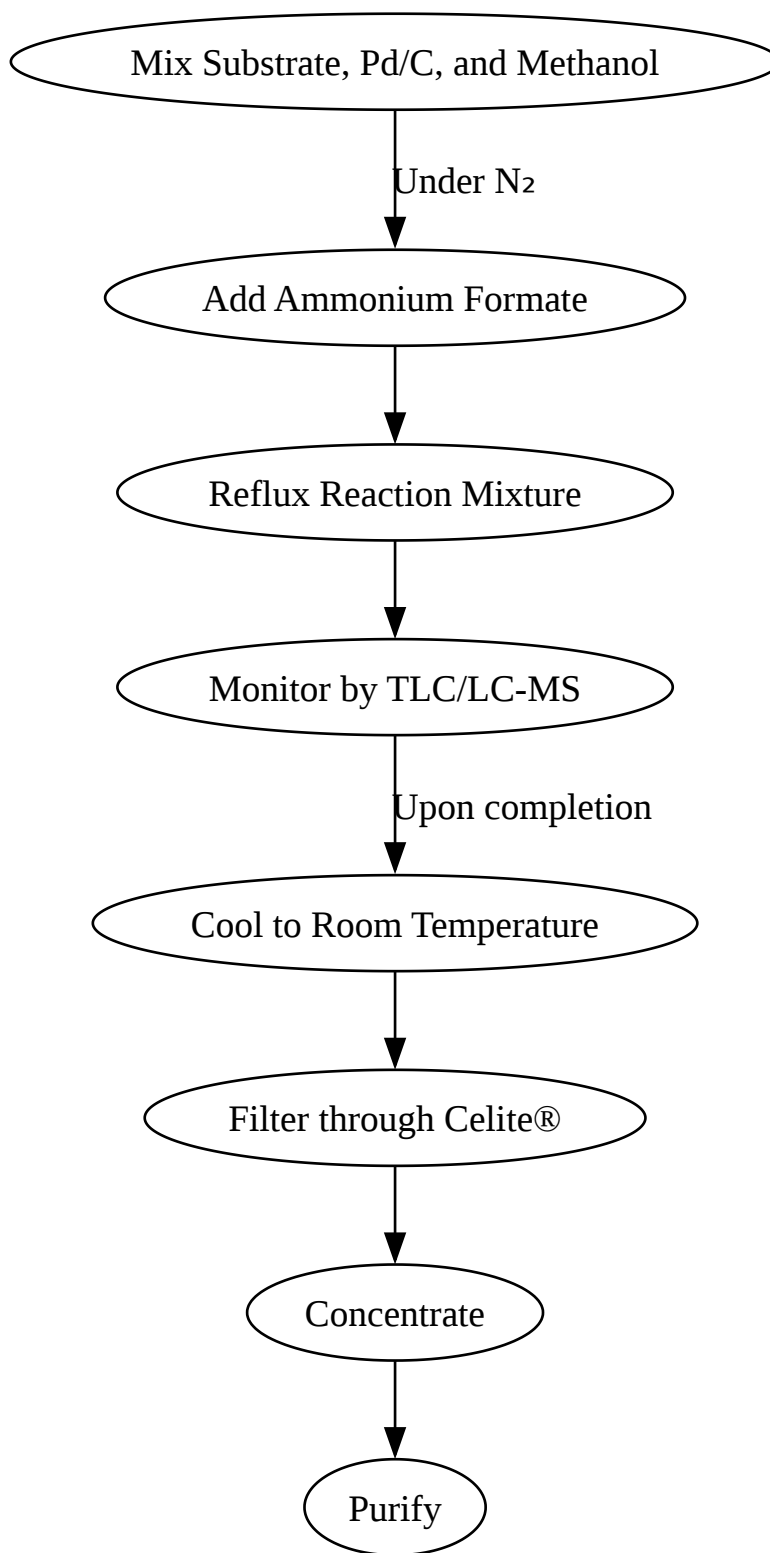 Mix Substrate, Pd/C, and Methanol
Under N₂
Add Ammonium Formate
Reflux Reaction Mixture
Monitor by TLC/LC-MS
Upon completion
Cool to Room Temperature
Filter through Celite®
Concentrate
Purify